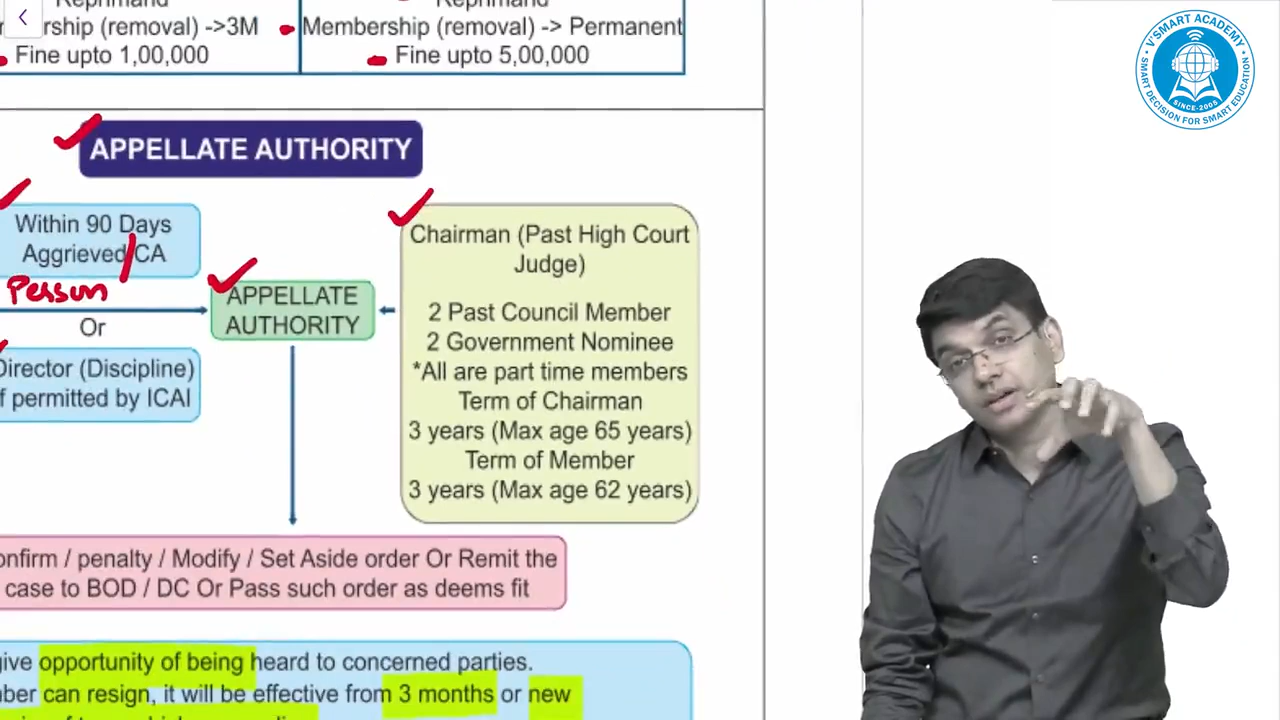 Reprimand
Reprimand
rship (removal) ->3M
Membership (removal) -> Permanent
Fine upto 1,00,000
Fine upto 5,00,000
V'SMART ACADEMY
SMART DECISION FOR SMART EDUCATION
SINCE-2005
APPELLATE AUTHORITY
Within 90 Days
Aggrieved/CA
Person
Or
Director (Discipline)
f permitted by ICAI
APPELLATE
AUTHORITY
Chairman (Past High Court
Judge)
2 Past Council Member
2 Government Nominee
*All are part time members
Term of Chairman
3 years (Max age 65 years)
Term of Member
3 years (Max age 62 years)
onfirm / penalty / Modify / Set Aside order Or Remit the
case to BOD / DC Or Pass such order as deems fit
give opportunity of being heard to concerned parties.
ber can resign, it will be effective from 3 months or new